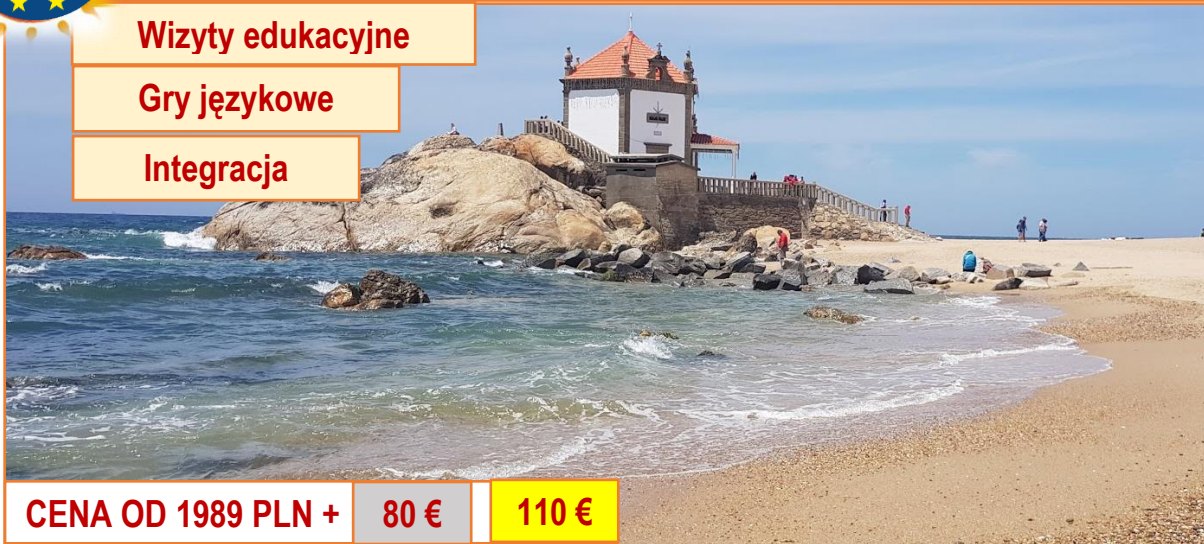 Wizyty edukacyjne
Gry językowe
Integracja
CENA OD 1989 PLN + 80 € 110 €